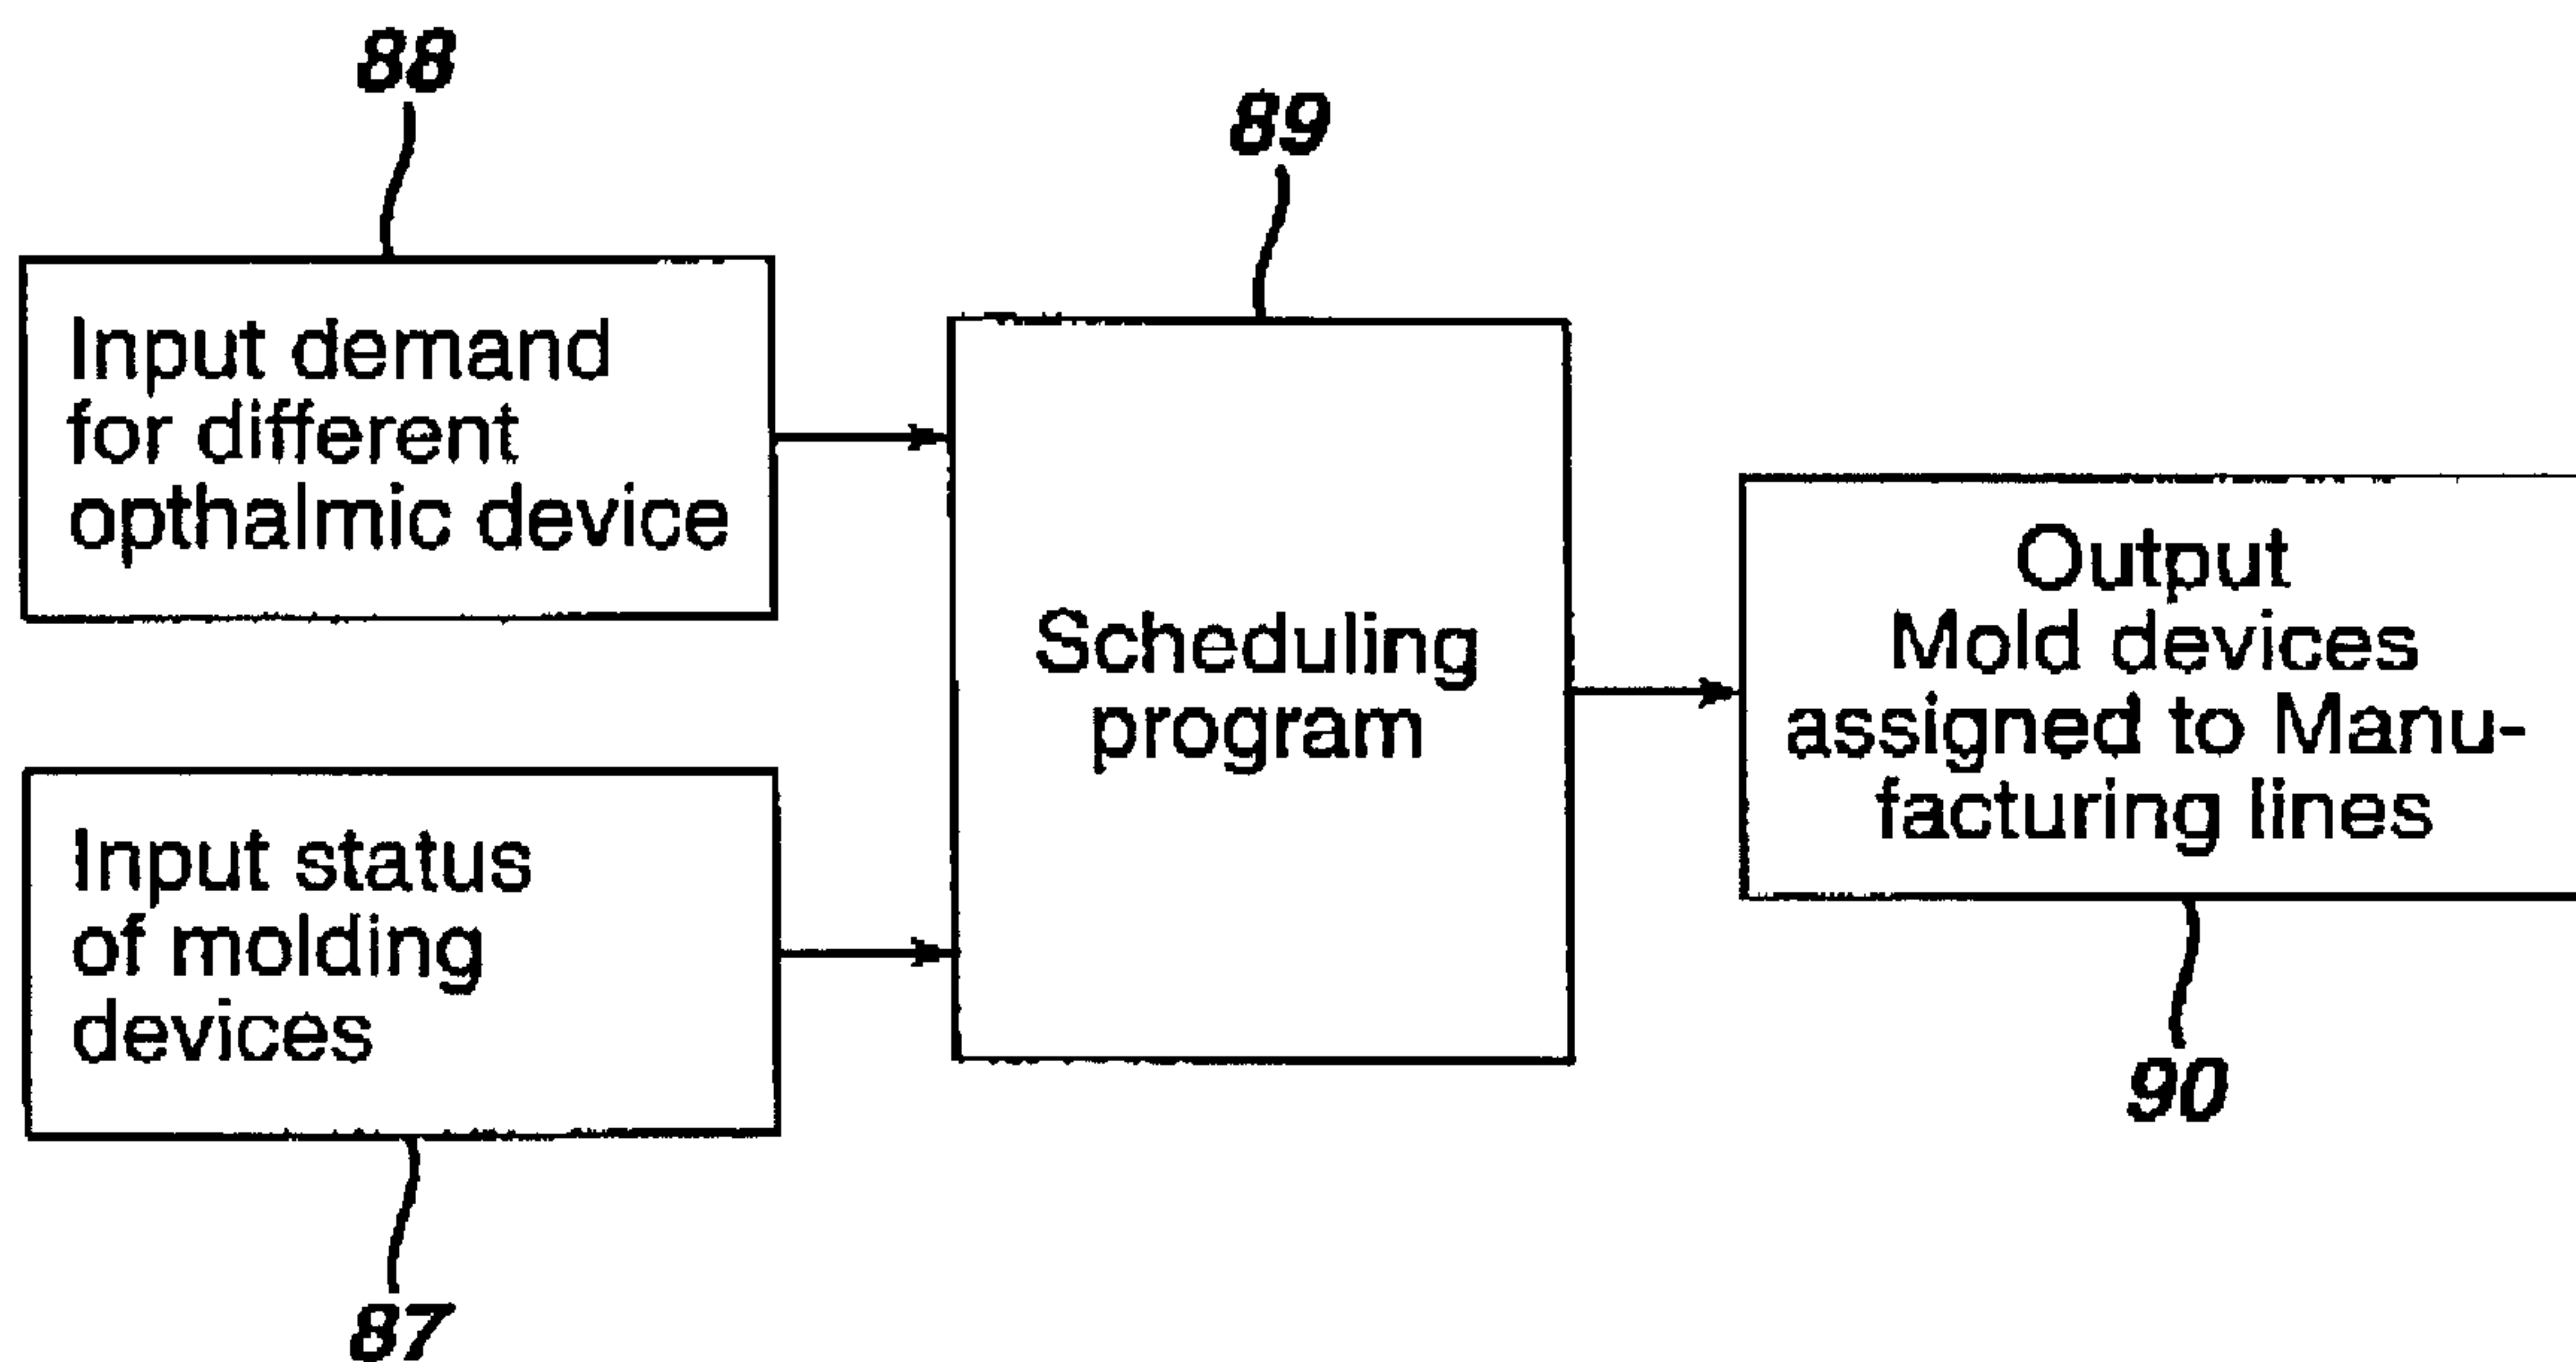 88
Input demand
for different
opthalmic device
89
Scheduling
program
Output
Mold devices
assigned to Manu-
facturing lines
90
Input status
of molding
devices
87